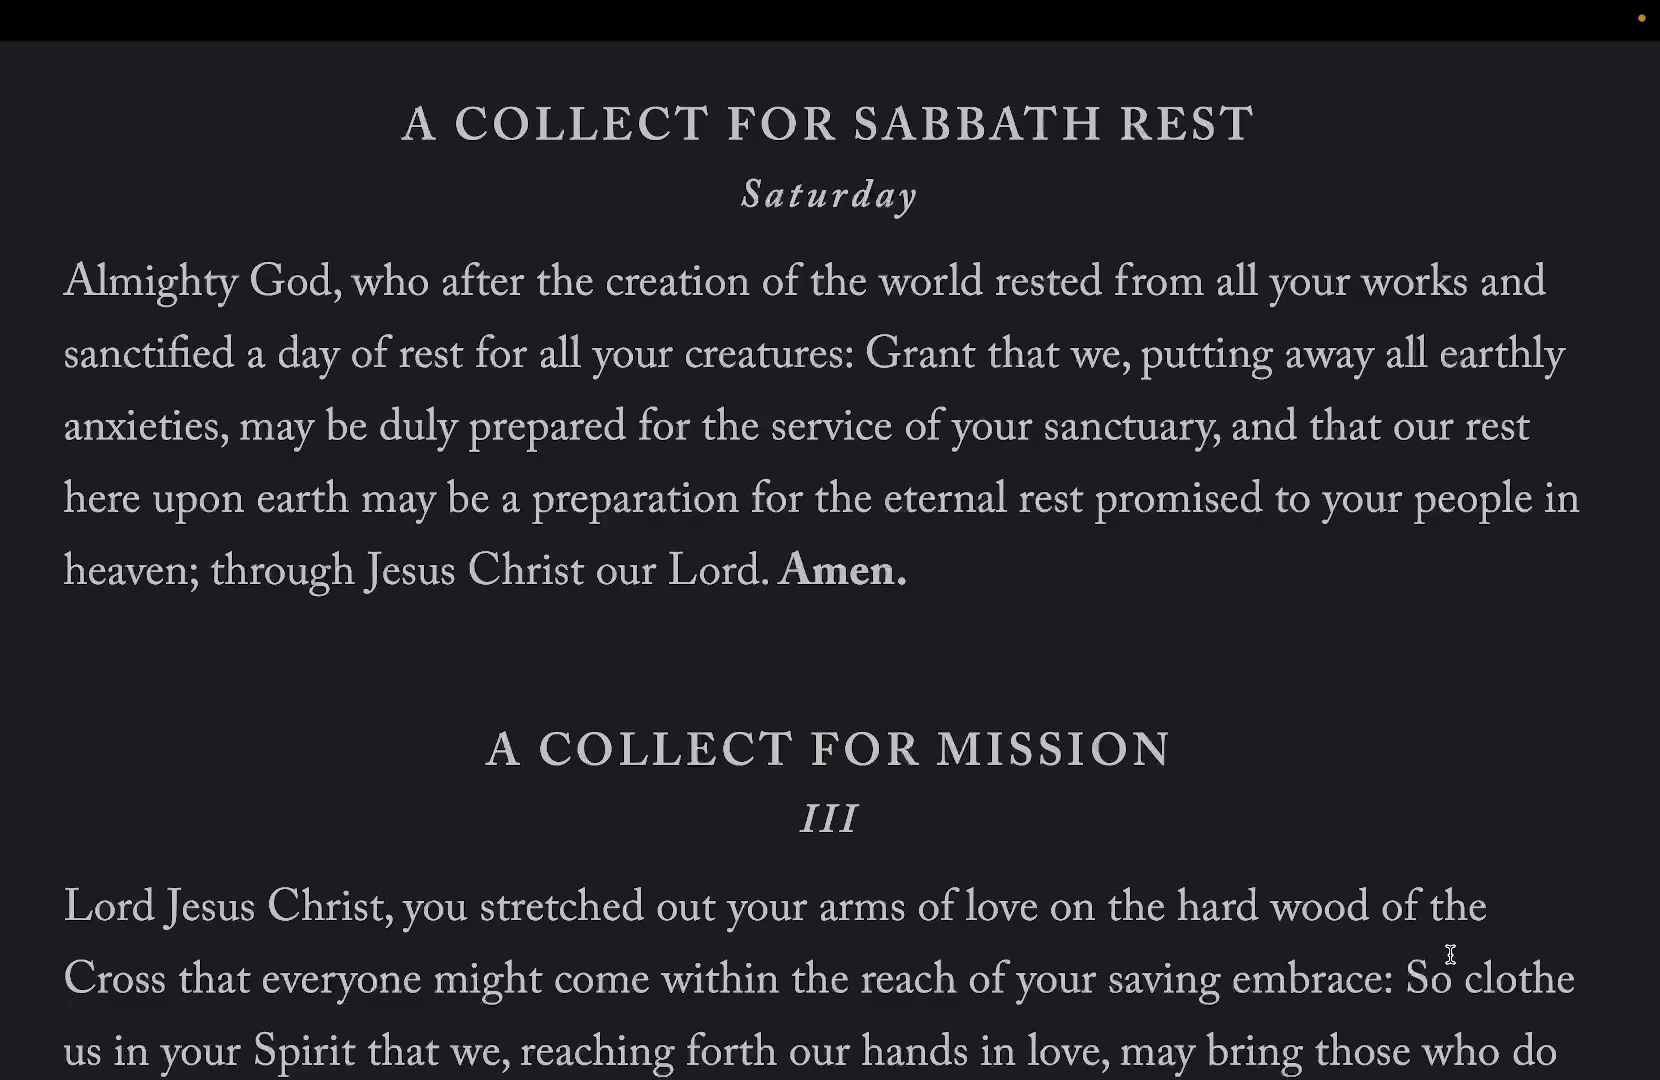 A COLLECT FOR SABBATH REST
Saturday
Almighty God, who after the creation of the world rested from all your works and
sanctified a day of rest for all your creatures: Grant that we, putting away all earthly
anxieties, may be duly prepared for the service of your sanctuary, and that our rest
here upon earth may be a preparation for the eternal rest promised to your people in
heaven; through Jesus Christ our Lord. Amen.
A COLLECT FOR MISSION
III
Lord Jesus Christ, you stretched out your arms of love on the hard wood of the
Cross that everyone might come within the reach of your saving embrace: So clothe
us in your Spirit that we, reaching forth our hands in love, may bring those who do